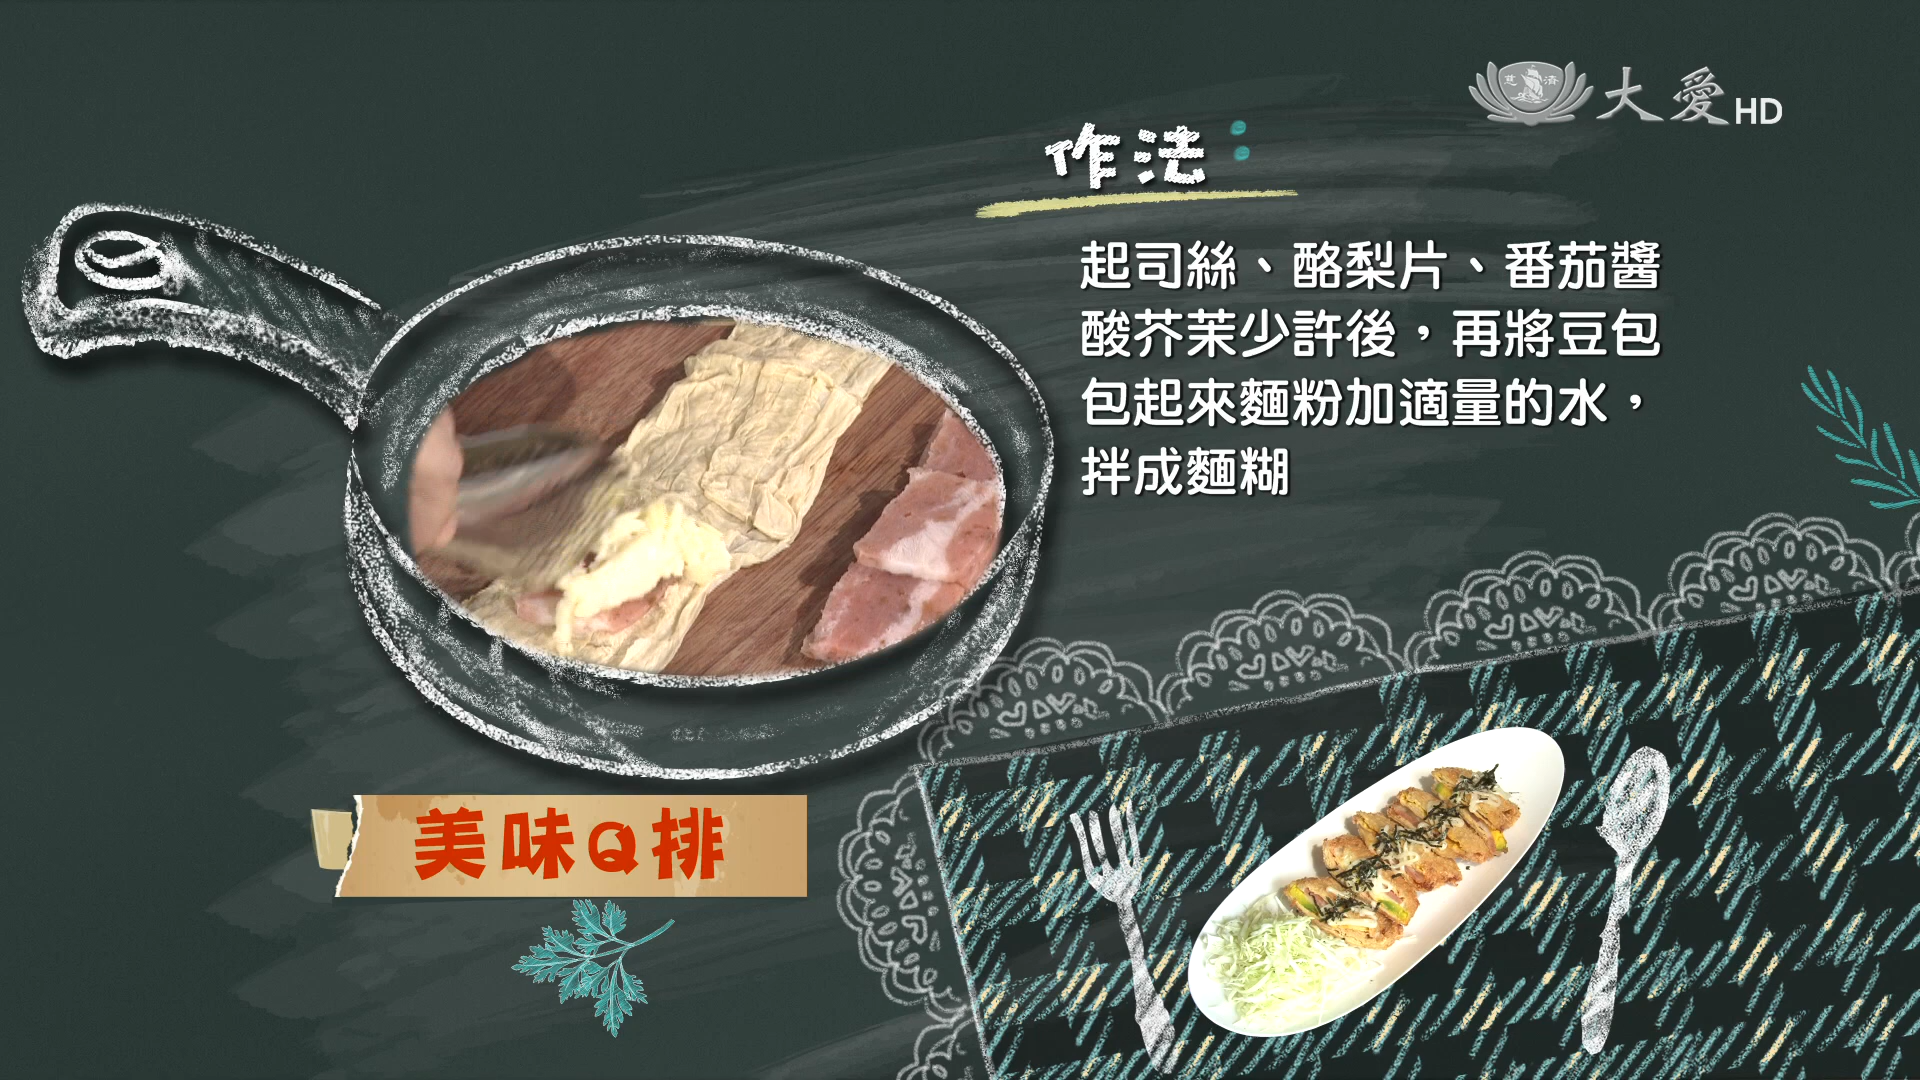 慈濟
大愛HD
作法:
起司絲、酪梨片、番茄醬
酸芥茉少許後，再將豆包
包起來麵粉加適量的水，
拌成麵糊
美味Q排